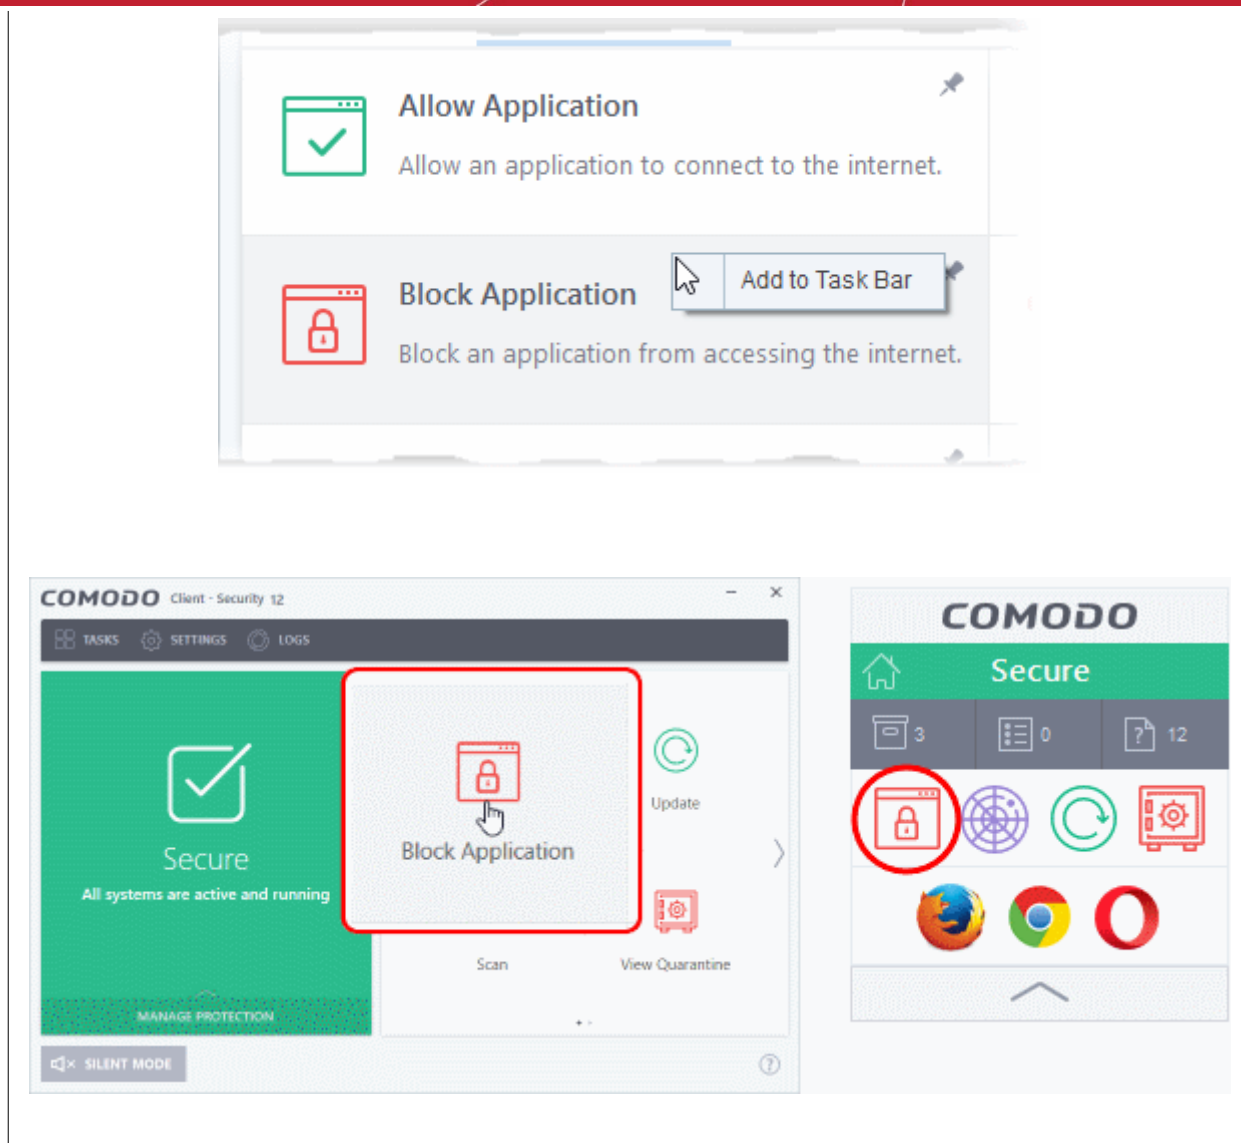 Allow Application
Allow an application to connect to the internet.
Block Application
Add to Task Bar
Block an application from accessing the internet.
COMODO Client - Security 12
TASKS SETTINGS LOGS
Secure
All systems are active and running
MANAGE PROTECTION
Block Application
Update
Scan
View Quarantine
SILENT MODE
?
COMODO
Secure
3 0 ? 12